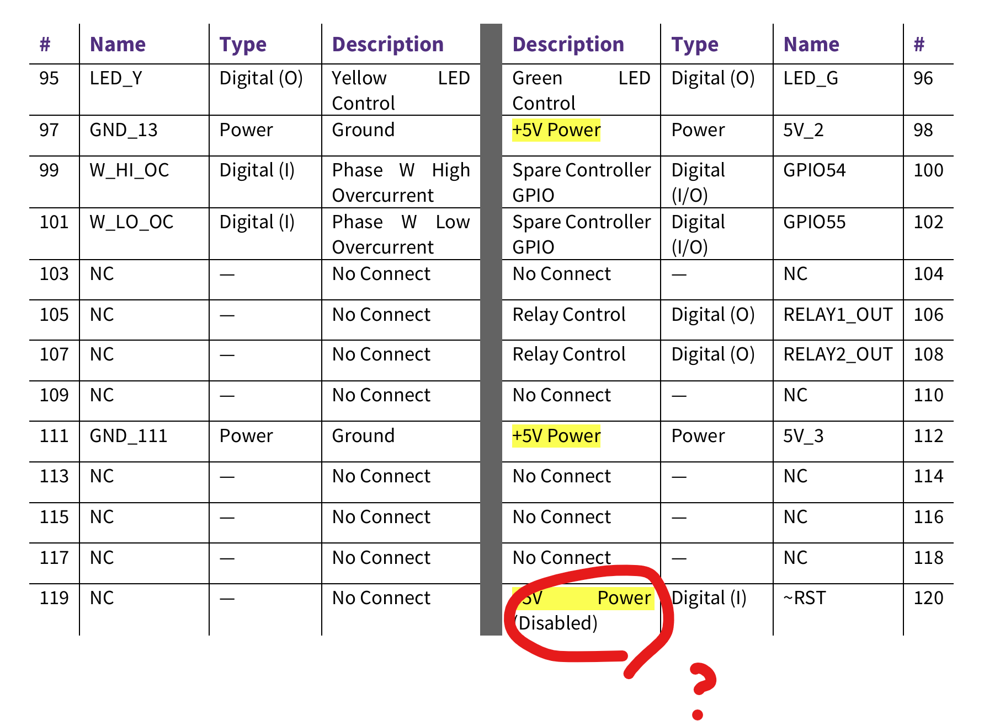 # Name Type Description Description Type Name #
95 LED_Y Digital (O) Yellow LED Green LED Digital (O) LED_G 96
Control Control
97 GND_13 Power Ground +5V Power Power 5V_2 98
99 W_HI_OC Digital (I) Phase W High Spare Controller Digital GPIO54 100
Overcurrent GPIO (I/O)
101 W_LO_OC Digital (I) Phase W Low Spare Controller Digital GPIO55 102
Overcurrent GPIO (I/O)
103 NC — No Connect No Connect — NC 104
105 NC — No Connect Relay Control Digital (O) RELAY1_OUT 106
107 NC — No Connect Relay Control Digital (O) RELAY2_OUT 108
109 NC — No Connect No Connect — NC 110
111 GND_111 Power Ground +5V Power Power 5V_3 112
113 NC — No Connect No Connect — NC 114
115 NC — No Connect No Connect — NC 116
117 NC — No Connect No Connect — NC 118
119 NC — No Connect Power Digital (I) ~RST 120
(Disabled)
?